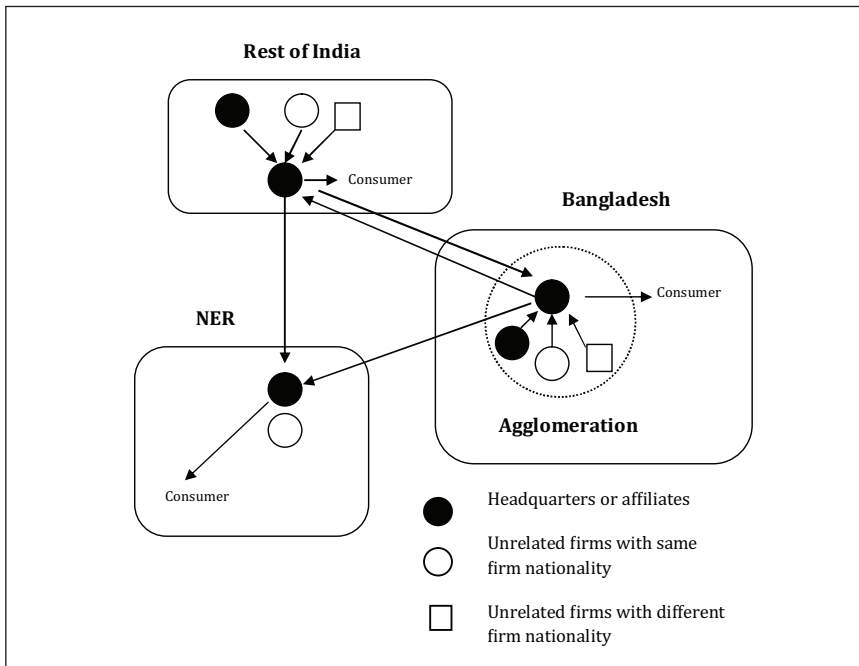 Rest of India
Consumer
Bangladesh
Consumer
NER
Agglomeration
Consumer
Headquarters or affiliates
Unrelated firms with same
firm nationality
Unrelated firms with different
firm nationality